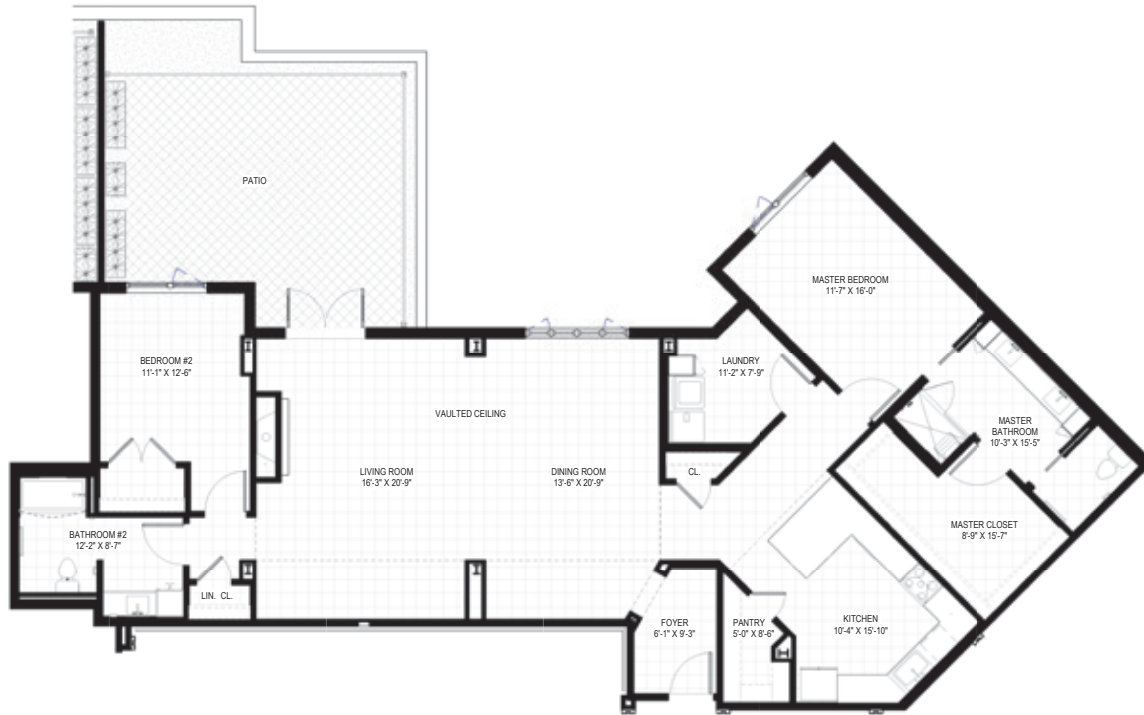 PATIO
MASTER BEDROOM
11'-7" X 16'-0"
BEDROOM #2
11'-1" X 12'-6"
LAUNDRY
11'-2" X 7'-9"
VAULTED CEILING
MASTER
BATHROOM
10'-3" X 15'-5"
LIVING ROOM
16'-3" X 20'-9"
DINING ROOM
13'-6" X 20'-9"
CL.
MASTER CLOSET
8'-9" X 15'-7"
BATHROOM #2
12'-2" X 8'-7"
LIN. CL.
FOYER
6'-1" X 9'-3"
PANTRY
5'-0" X 8'-6"
KITCHEN
10'-4" X 15'-10"